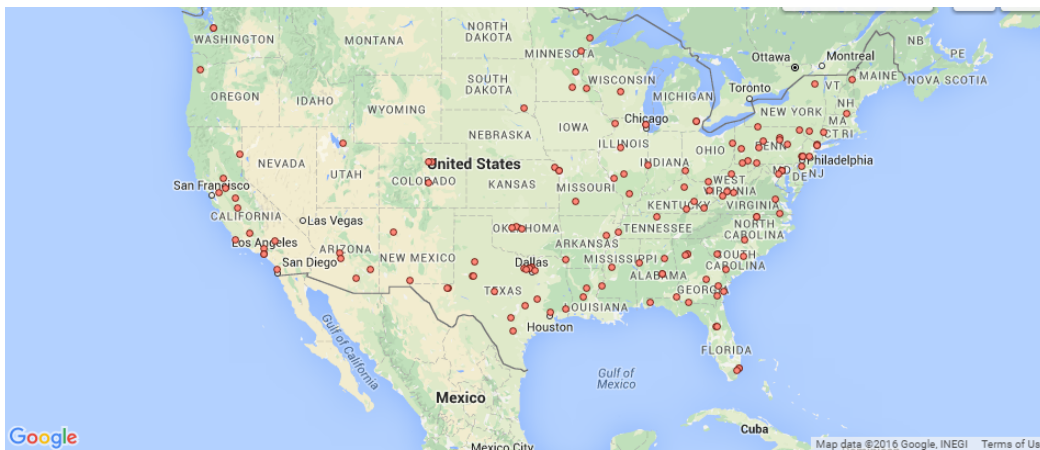 NORTH
DAKOTA
WASHINGTON
MONTANA
MINNESOTA
NB
PE
Ottawa
Montreal
SOUTH
DAKOTA
WISCONSIN
MICHIGAN
Toronto
VT
MAINE
NOVA SCOTIA
OREGON
IDAHO
WYOMING
NEW YORK
NH
MA
CT RI
IOWA
Chicago
NEBRASKA
ILLINOIS
OHIO
PENN
NEVADA
UTAH
United States
COLORADO
KANSAS
MISSOURI
INDIANA
WEST
VIRGINIA
MD
DE
NJ
Philadelphia
San Francisco
CALIFORNIA
Las Vegas
KENTUCKY
VIRGINIA
OKLAHOMA
TENNESSEE
NORTH
CAROLINA
Los Angeles
ARIZONA
NEW MEXICO
ARKANSAS
MISSISSIPPI
SOUTH
CAROLINA
San Diego
Dallas
TEXAS
ALABAMA
GEORGIA
LOUISIANA
Houston
Gulf of
California
FLORIDA
Gulf of
Mexico
Mexico
Cuba
Mexico City
Google
Map data ©2016 Google, INEGI
Terms of Us